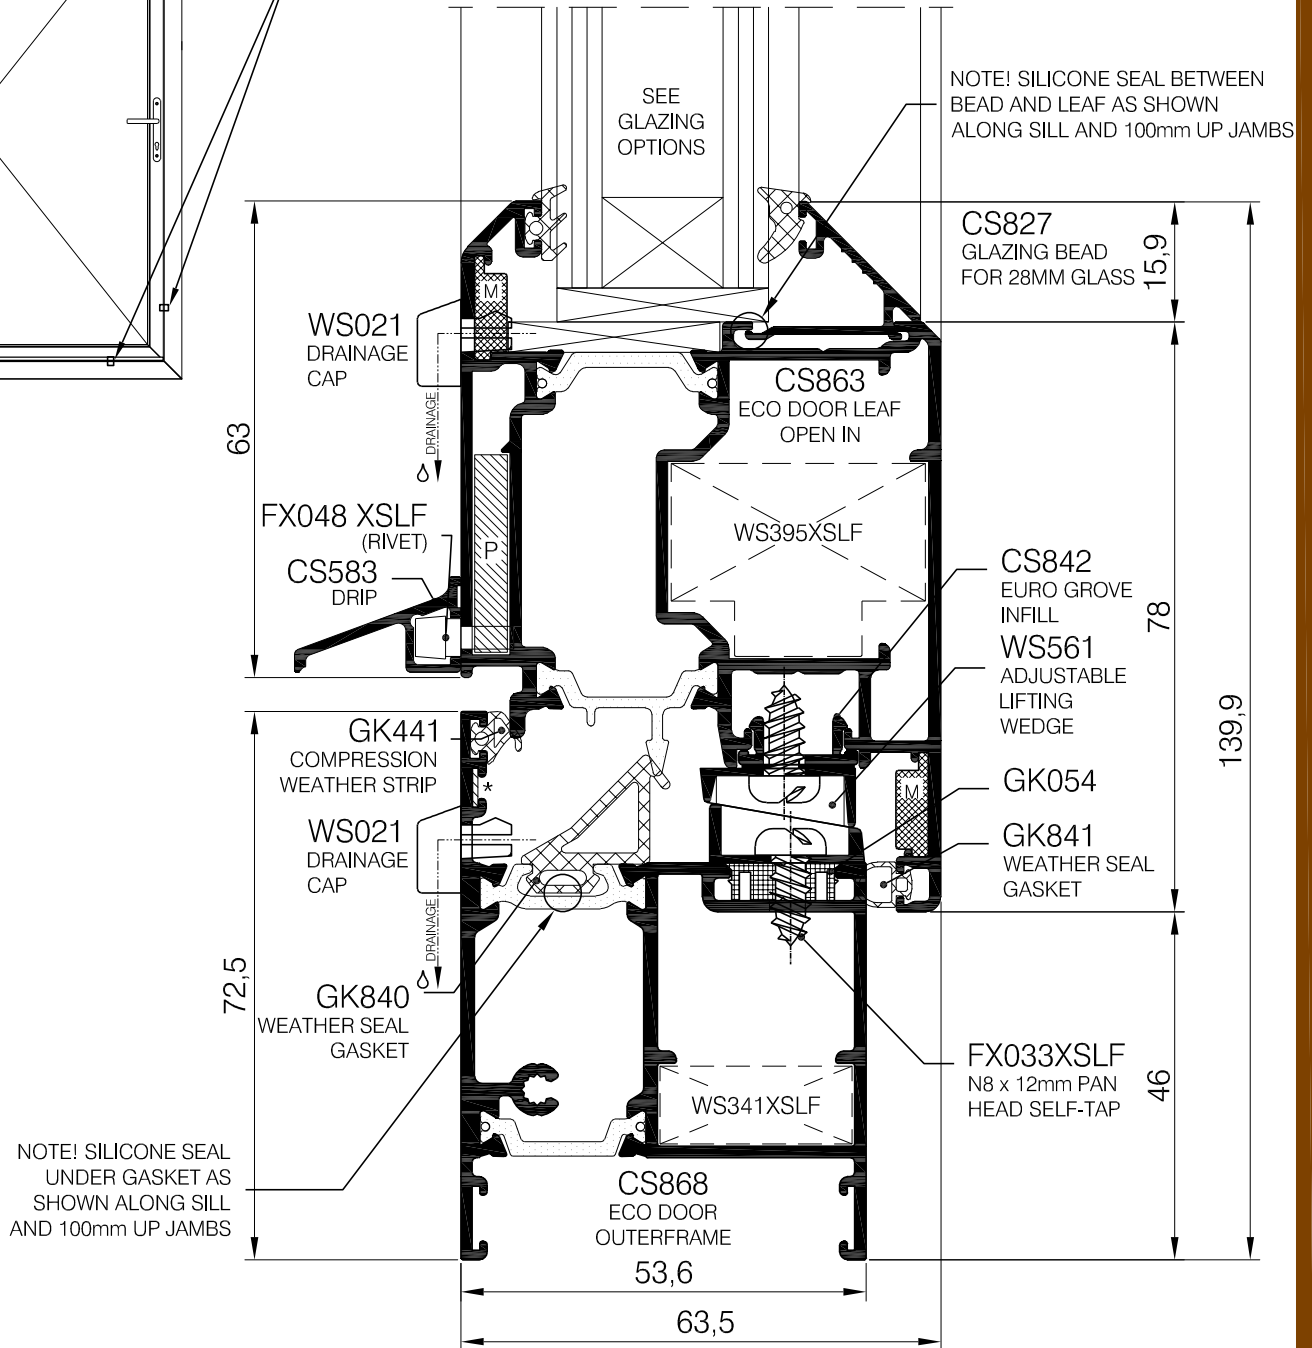 SEE
GLAZING
OPTIONS
NOTE! SILICONE SEAL BETWEEN
BEAD AND LEAF AS SHOWN
ALONG SILL AND 100mm UP JAMBS
CS827
GLAZING BEAD
FOR 28MM GLASS
15,9
M
WS021
DRAINAGE
CAP
DRAINAGE
63
CS863
ECO DOOR LEAF
OPEN IN
FX048 XSLF
(RIVET)
CS583
DRIP
P
WS395XSLF
CS842
EURO GROVE
INFILL
WS561
ADJUSTABLE
LIFTING
WEDGE
78
139,9
GK441
COMPRESSION
WEATHER STRIP
*
WS021
DRAINAGE
CAP
DRAINAGE
M
GK054
GK841
WEATHER SEAL
GASKET
72,5
GK840
WEATHER SEAL
GASKET
FX033XSLF
N8 x 12mm PAN
HEAD SELF-TAP
46
WS341XSLF
NOTE! SILICONE SEAL
UNDER GASKET AS
SHOWN ALONG SILL
AND 100mm UP JAMBS
CS868
ECO DOOR
OUTERFRAME
53,6
63,5